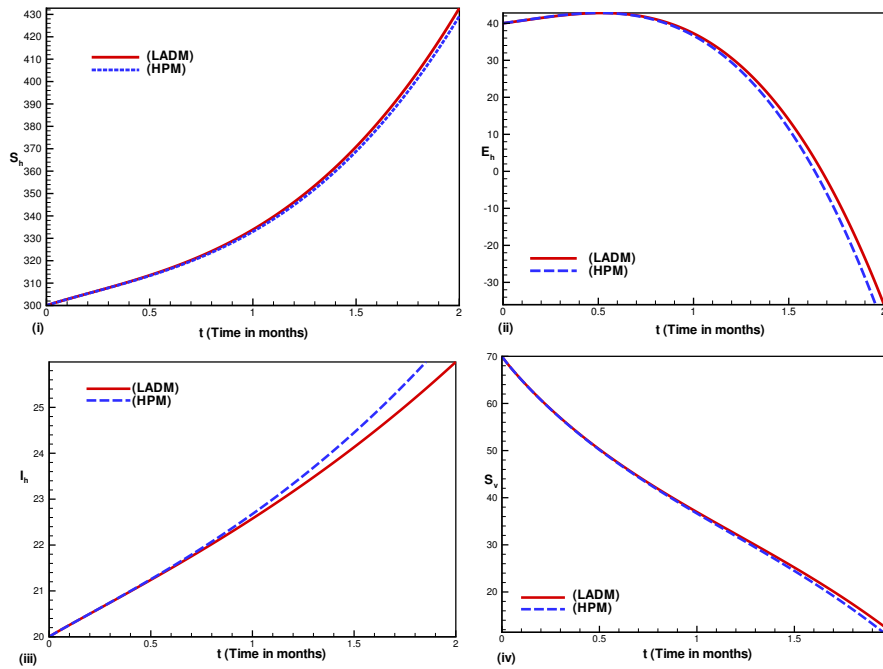 430
420
410
400
390
380
370
360
350
340
330
320
310
300
S_h
(LADM)
(HPM)
0 0.5 1 1.5 2
(i) t (Time in months)
40
30
20
10
0
-10
-20
-30
E_h
(LADM)
(HPM)
0 0.5 1 1.5 2
(ii) t (Time in months)
25
24
23
22
21
20
I_h
(LADM)
(HPM)
0 0.5 1 1.5 2
(iii) t (Time in months)
70
60
50
40
30
20
S_v
(LADM)
(HPM)
0 0.5 1 1.5
(iv) t (Time in months)